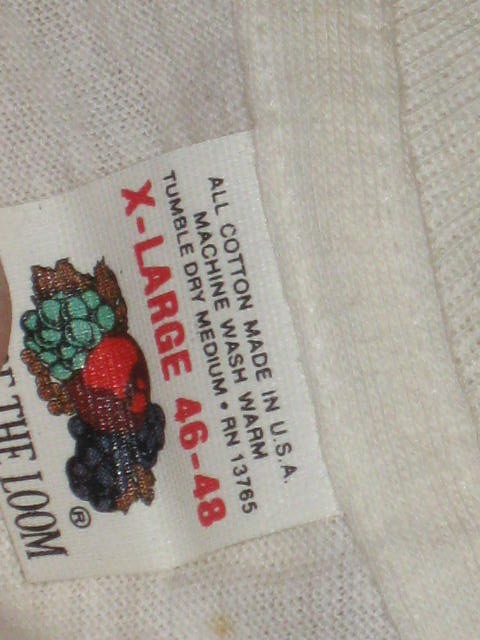 ALL COTTON MADE IN U.S.A.
MACHINE WASH WARM
TUMBLE DRY MEDIUM • RN 13765
X-LARGE 46-48
THE LOOM®